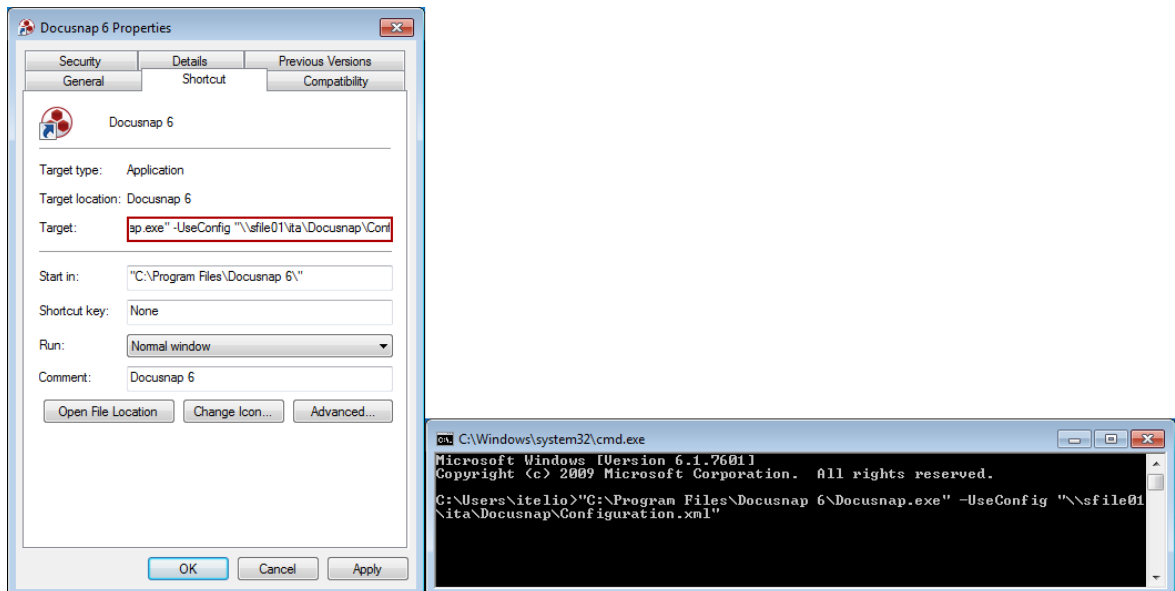 Docusnap 6 Properties
Security Details Previous Versions
General Shortcut Compatibility
Docusnap 6
Target type: Application
Target location: Docusnap 6
Target: ap.exe" -UseConfig "\\sfile01\ita\Docusnap\Conf
Start in: "C:\Program Files\Docusnap 6\"
Shortcut key: None
Run: Normal window
Comment: Docusnap 6
Open File Location Change Icon... Advanced...
OK Cancel Apply
C:\Windows\system32\cmd.exe
Microsoft Windows [Version 6.1.7601]
Copyright (c) 2009 Microsoft Corporation. All rights reserved.
C:\Users\itelio>"C:\Program Files\Docusnap 6\Docusnap.exe" -UseConfig "\\sfile01
\ita\Docusnap\Configuration.xml"